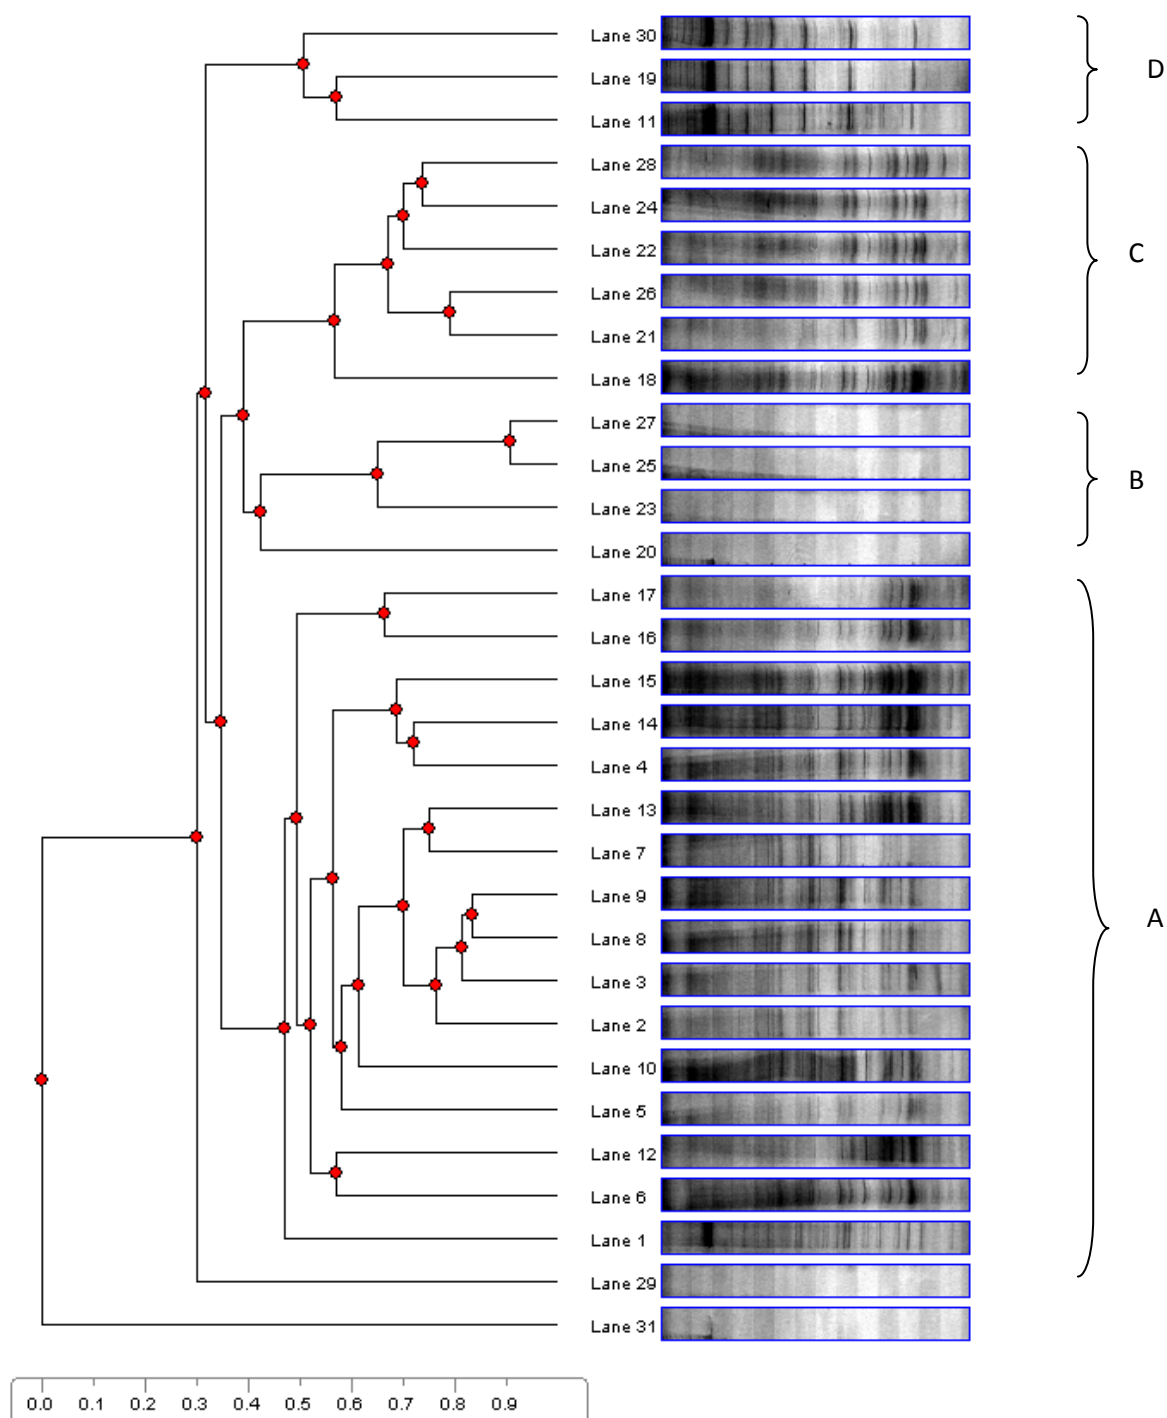 Lane 30
Lane 19
D
Lane 11
Lane 28
Lane 24
Lane 22
C
Lane 26
Lane 21
Lane 18
Lane 27
Lane 25
B
Lane 23
Lane 20
Lane 17
Lane 16
Lane 15
Lane 14
Lane 4
Lane 13
Lane 7
Lane 9
A
Lane 8
Lane 3
Lane 2
Lane 10
Lane 5
Lane 12
Lane 6
Lane 1
Lane 29
Lane 31
0.0 0.1 0.2 0.3 0.4 0.5 0.6 0.7 0.8 0.9